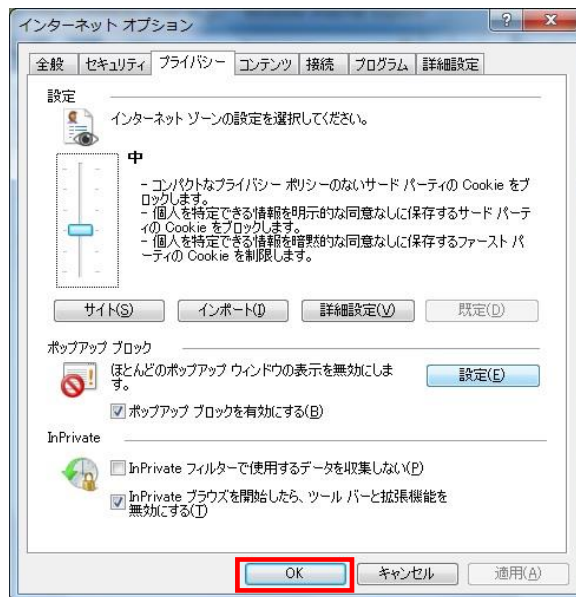 インターネット オプション
全般 セキュリティ プライバシー コンテンツ 接続 プログラム 詳細設定
設定
インターネット ゾーンの設定を選択してください。
中
- コンパクトなプライバシー ポリシーのないサード パーティの Cookie をブ
ロックします。
- 個人を特定できる情報を明示的な同意なしに保存するサード パーテ
ィの Cookie をブロックします。
- 個人を特定できる情報を暗黙的な同意なしに保存するファースト パ
ーティの Cookie を制限します。
サイト(S) インポート(I) 詳細設定(V) 既定(D)
ポップアップ ブロック
ほとんどのポップアップ ウィンドウの表示を無効にしま
す。
設定(E)
ポップアップ ブロックを有効にする(B)
InPrivate
InPrivate フィルターで使用するデータを収集しない(P)
InPrivate ブラウズを開始したら、ツール バーと拡張機能を
無効にする(T)
OK キャンセル 適用(A)